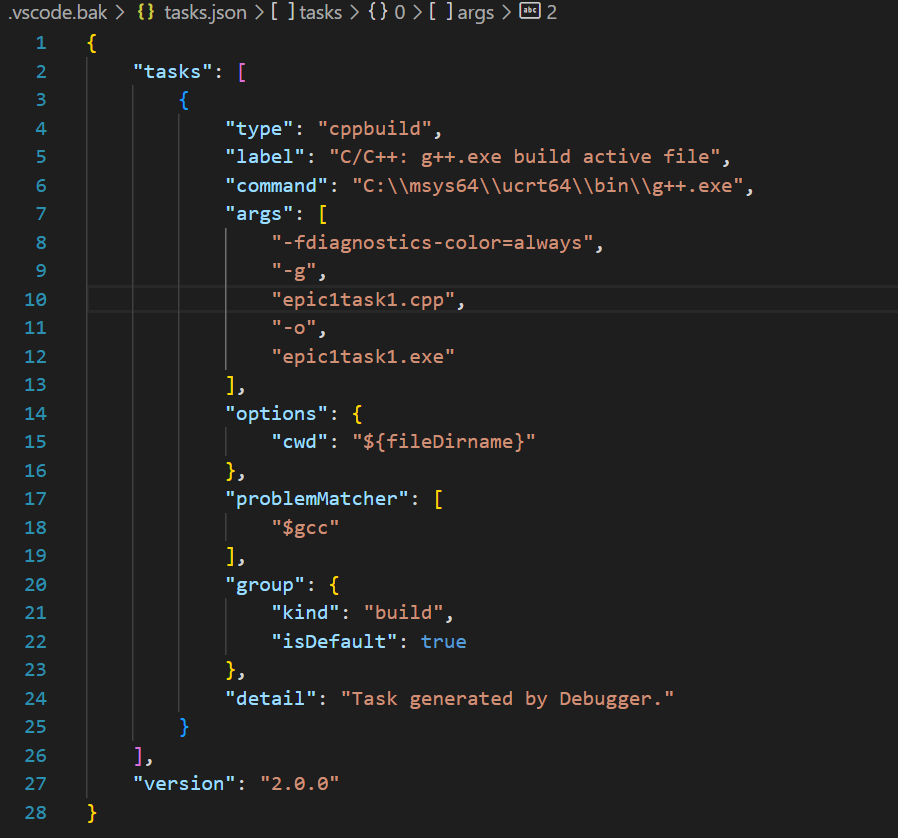 .vscode.bak > {} tasks.json > [ ] tasks > {} 0 > [ ] args > abc 2
1 {
2     "tasks": [
3         {
4             "type": "cppbuild",
5             "label": "C/C++: g++.exe build active file",
6             "command": "C:\\msys64\\ucrt64\\bin\\g++.exe",
7             "args": [
8                 "-fdiagnostics-color=always",
9                 "-g",
10                 "epic1task1.cpp",
11                 "-o",
12                 "epic1task1.exe"
13             ],
14             "options": {
15                 "cwd": "${fileDirname}"
16             },
17             "problemMatcher": [
18                 "$gcc"
19             ],
20             "group": {
21                 "kind": "build",
22                 "isDefault": true
23             },
24             "detail": "Task generated by Debugger."
25         }
26     ],
27     "version": "2.0.0"
28 }